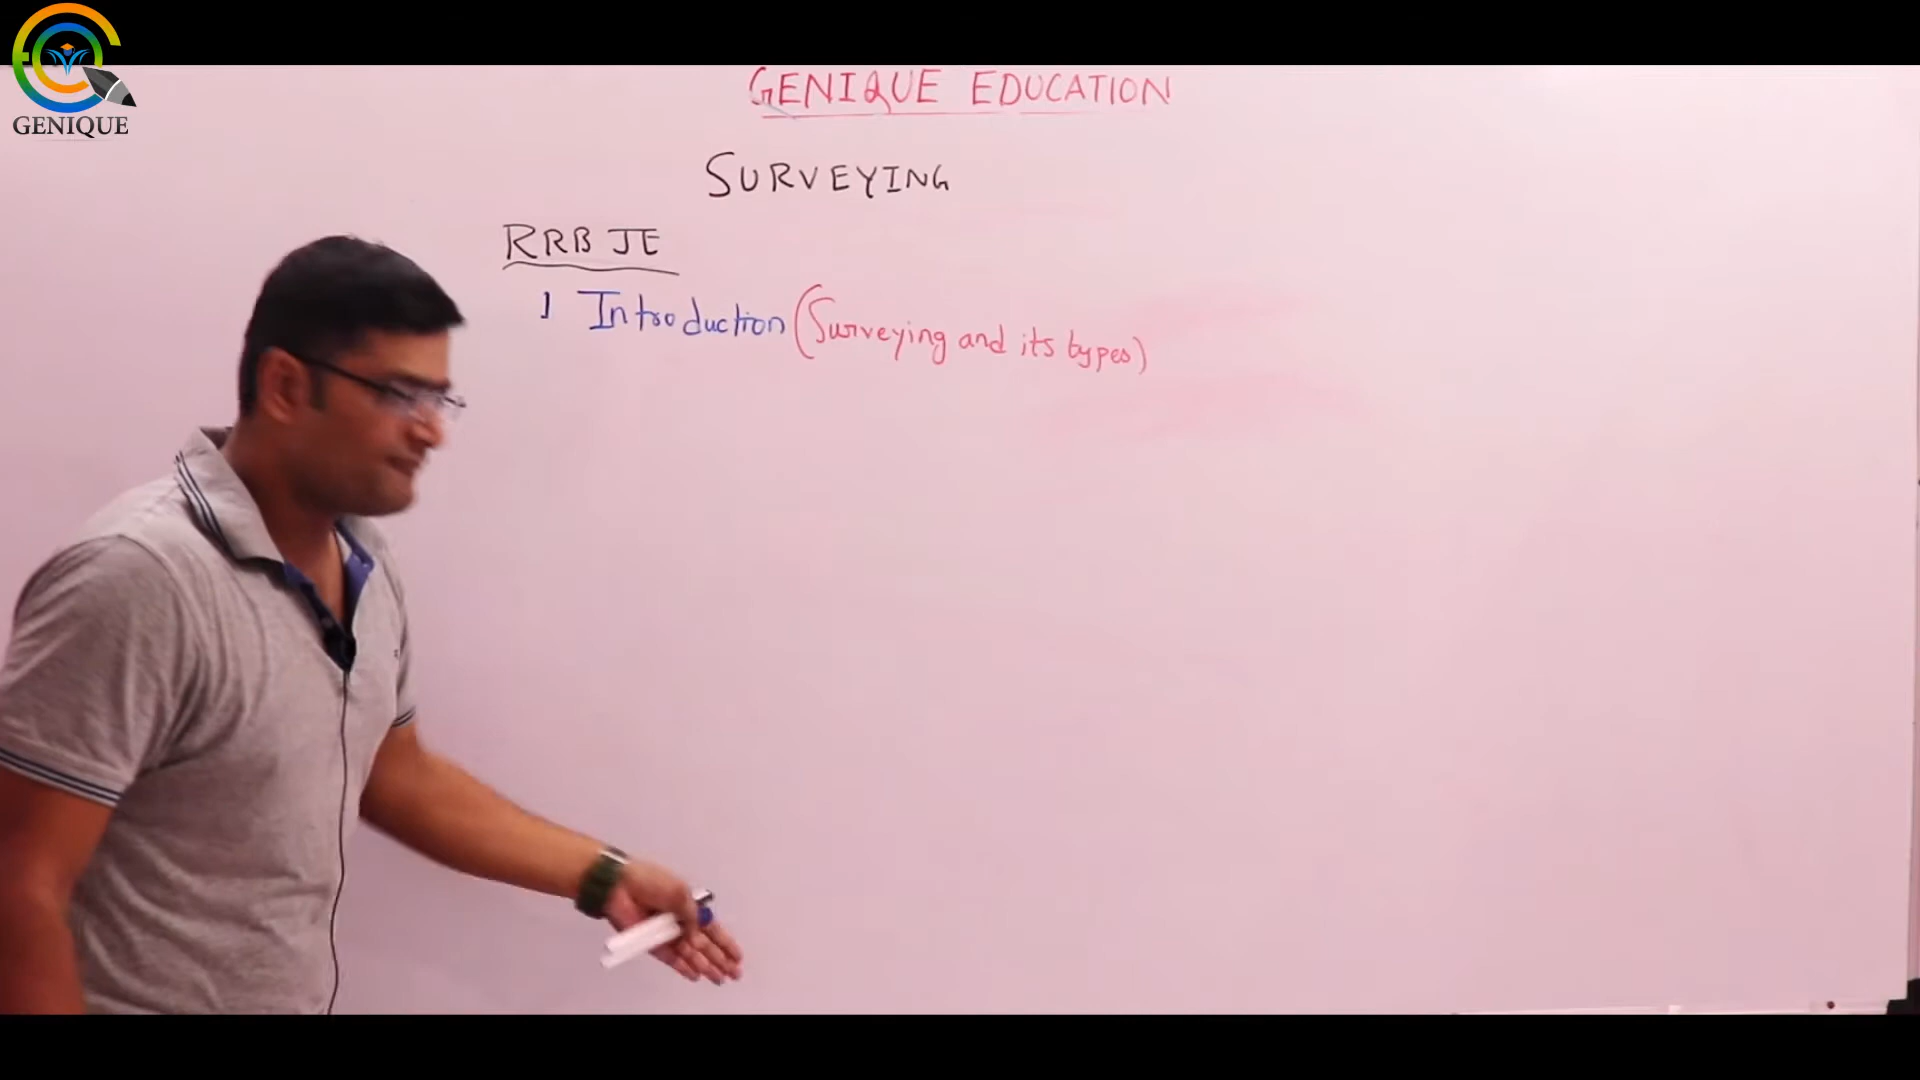 GENIQUE
GENIQUE EDUCATION
SURVEYING
RRB JE
1 Introduction (Surveying and its types)